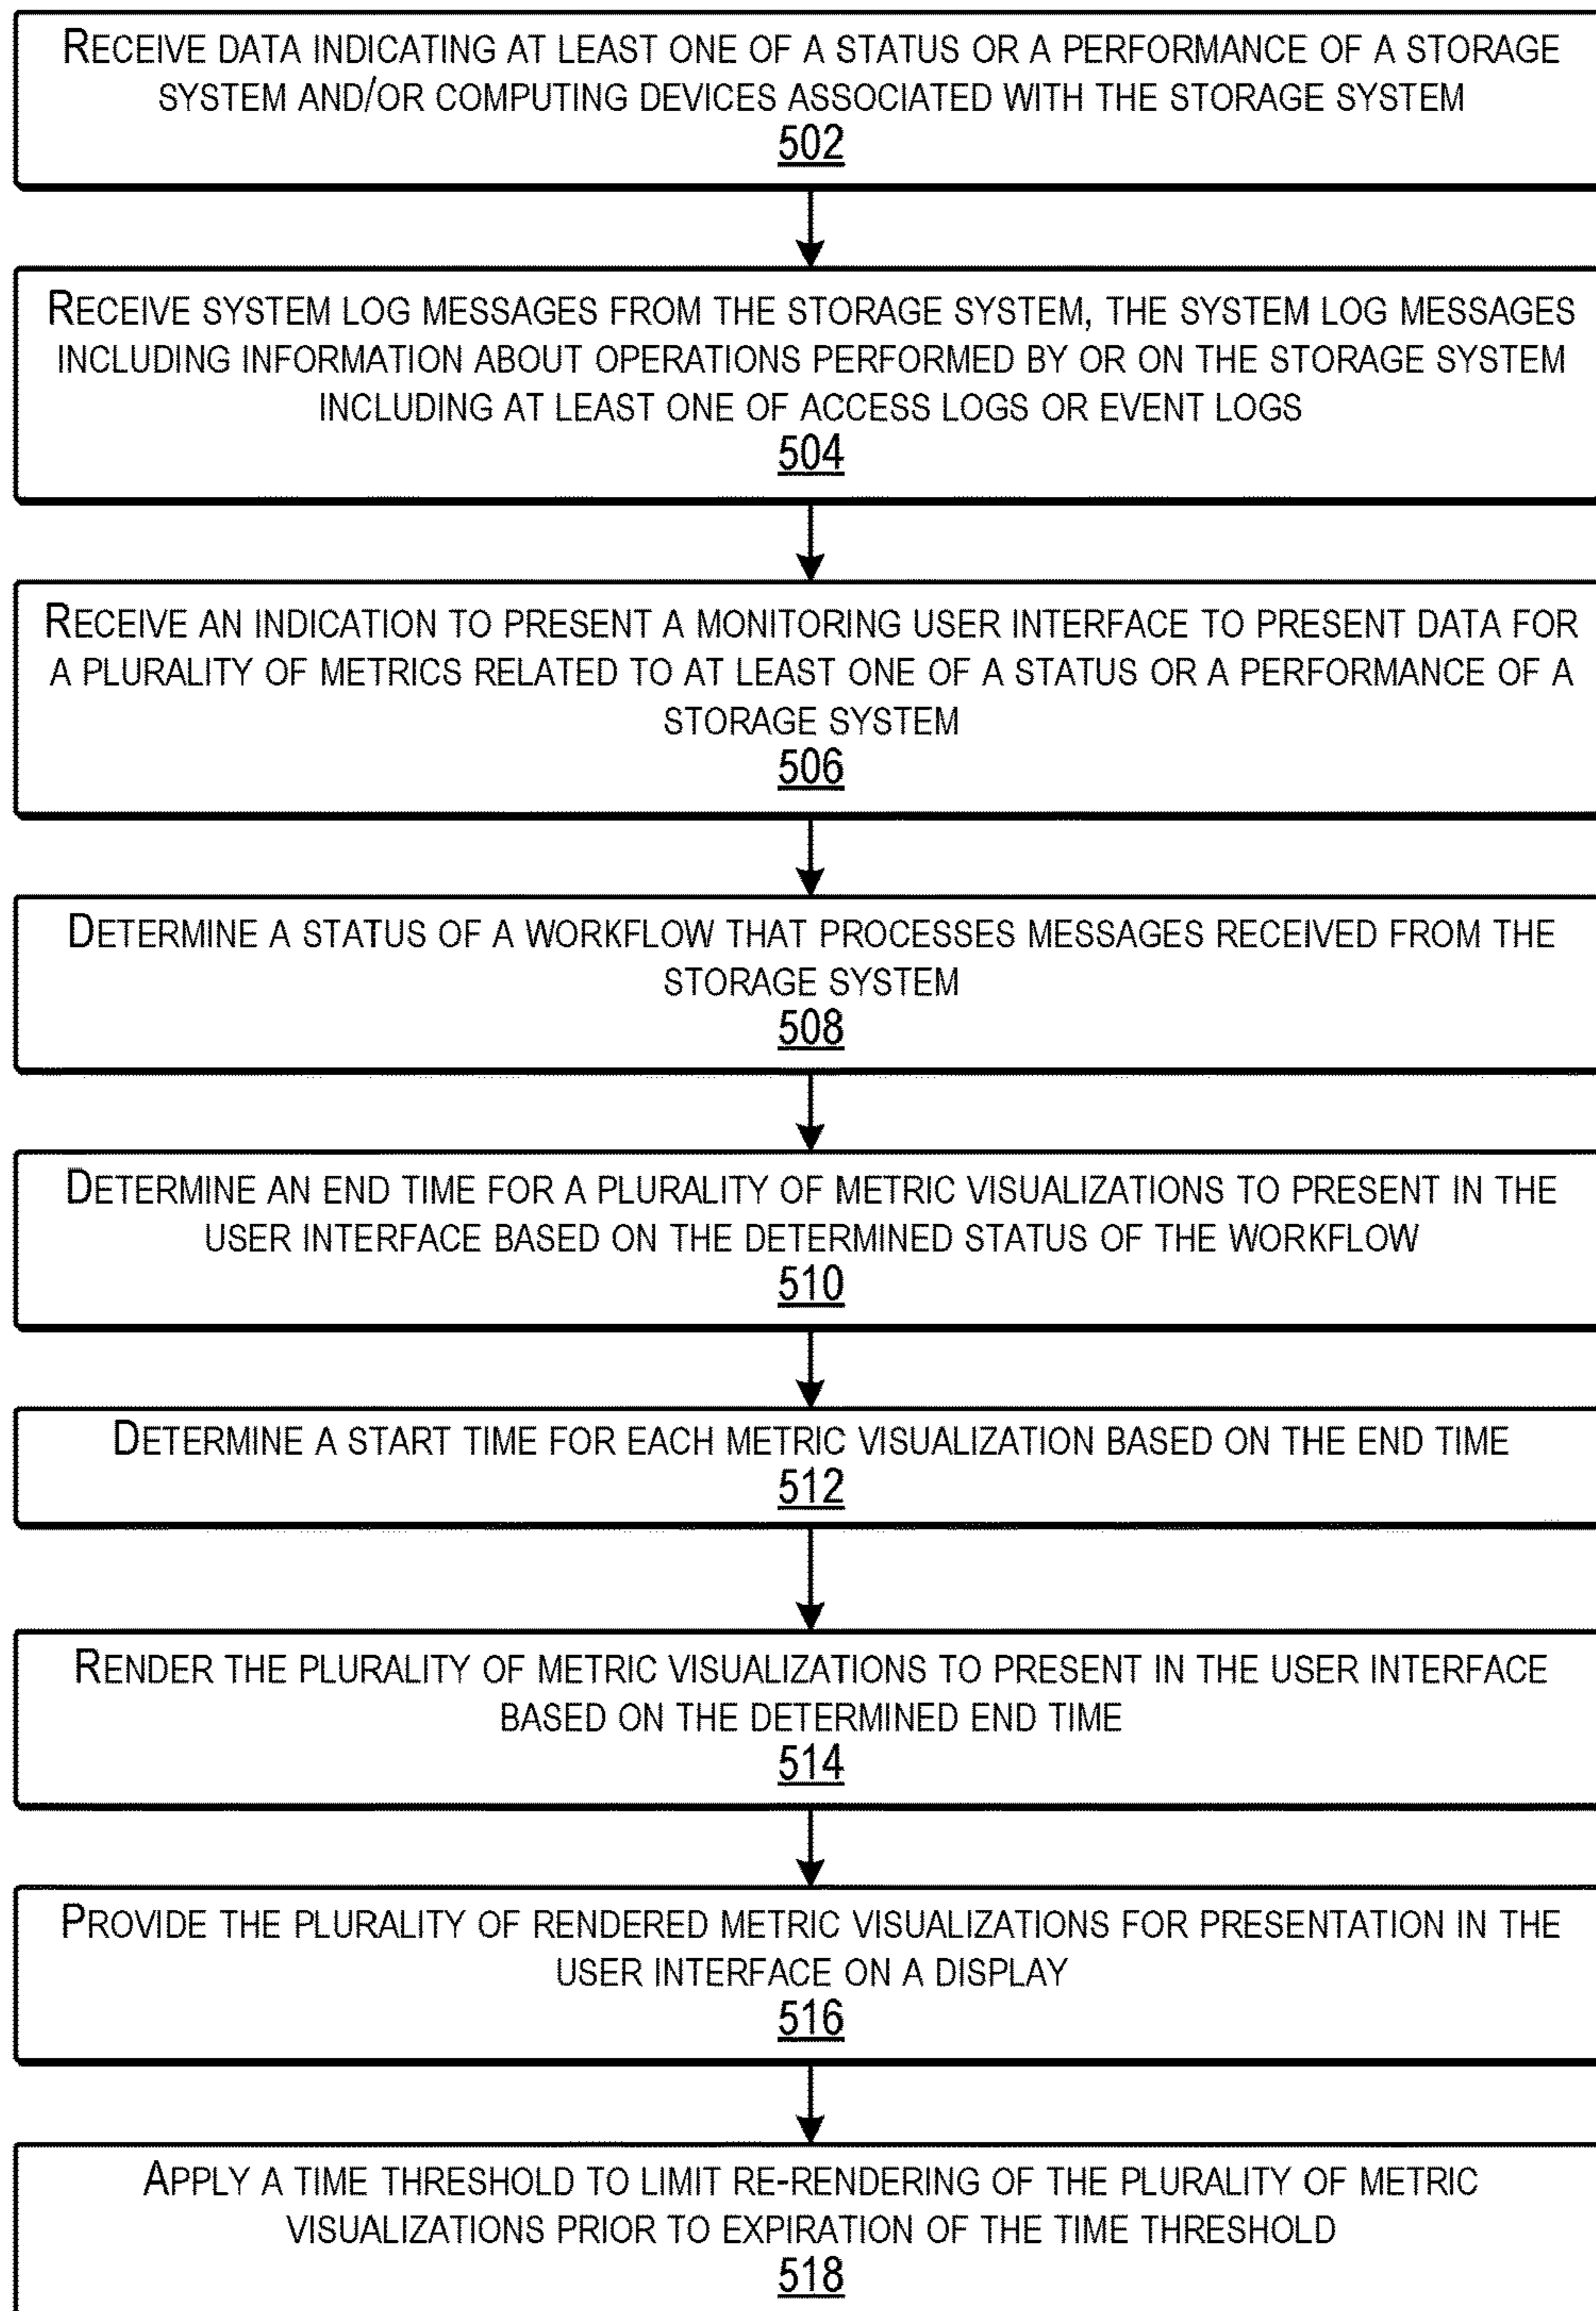 RECEIVE DATA INDICATING AT LEAST ONE OF A STATUS OR A PERFORMANCE OF A STORAGE
SYSTEM AND/OR COMPUTING DEVICES ASSOCIATED WITH THE STORAGE SYSTEM
502
RECEIVE SYSTEM LOG MESSAGES FROM THE STORAGE SYSTEM, THE SYSTEM LOG MESSAGES
INCLUDING INFORMATION ABOUT OPERATIONS PERFORMED BY OR ON THE STORAGE SYSTEM
INCLUDING AT LEAST ONE OF ACCESS LOGS OR EVENT LOGS
504
RECEIVE AN INDICATION TO PRESENT A MONITORING USER INTERFACE TO PRESENT DATA FOR
A PLURALITY OF METRICS RELATED TO AT LEAST ONE OF A STATUS OR A PERFORMANCE OF A
STORAGE SYSTEM
506
DETERMINE A STATUS OF A WORKFLOW THAT PROCESSES MESSAGES RECEIVED FROM THE
STORAGE SYSTEM
508
DETERMINE AN END TIME FOR A PLURALITY OF METRIC VISUALIZATIONS TO PRESENT IN THE
USER INTERFACE BASED ON THE DETERMINED STATUS OF THE WORKFLOW
510
DETERMINE A START TIME FOR EACH METRIC VISUALIZATION BASED ON THE END TIME
512
RENDER THE PLURALITY OF METRIC VISUALIZATIONS TO PRESENT IN THE USER INTERFACE
BASED ON THE DETERMINED END TIME
514
PROVIDE THE PLURALITY OF RENDERED METRIC VISUALIZATIONS FOR PRESENTATION IN THE
USER INTERFACE ON A DISPLAY
516
APPLY A TIME THRESHOLD TO LIMIT RE-RENDERING OF THE PLURALITY OF METRIC
VISUALIZATIONS PRIOR TO EXPIRATION OF THE TIME THRESHOLD
518